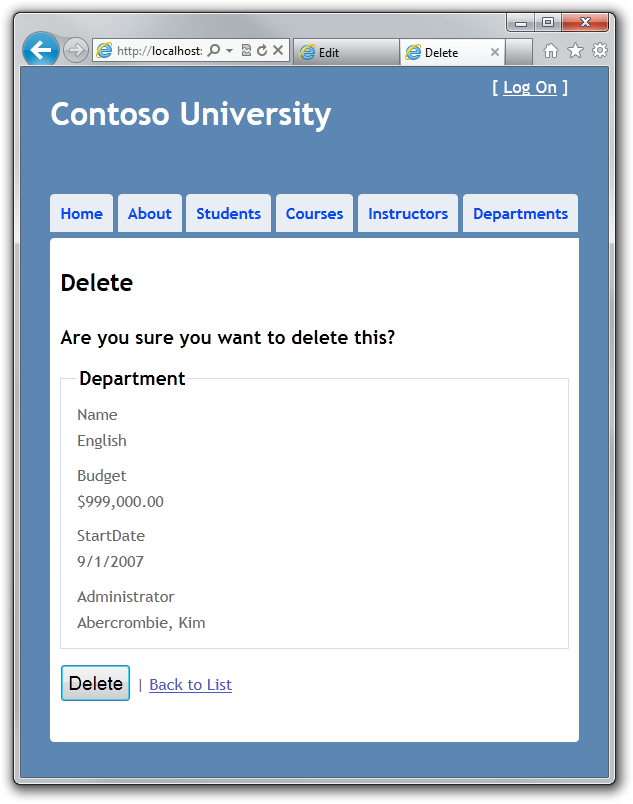 http://localhost:
Edit
Delete
[ Log On ]
Contoso University
Home
About
Students
Courses
Instructors
Departments
Delete
Are you sure you want to delete this?
Department
Name
English
Budget
$999,000.00
StartDate
9/1/2007
Administrator
Abercrombie, Kim
Delete | Back to List